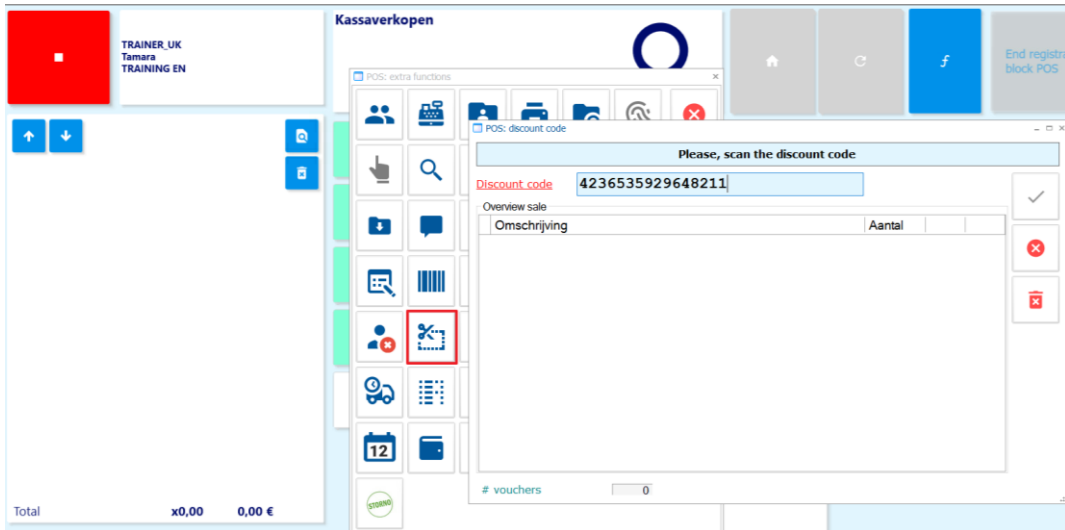 Kassaverkopen
TRAINER_UK
Tamara
TRAINING EN
End registra
block POS
POS: extra functions
POS: discount code
Please, scan the discount code
Discount code
4236535929648211
Overview sale
Omschrijving
Aantal
12
STORNO
# vouchers
0
Total
x0,00
0,00 €